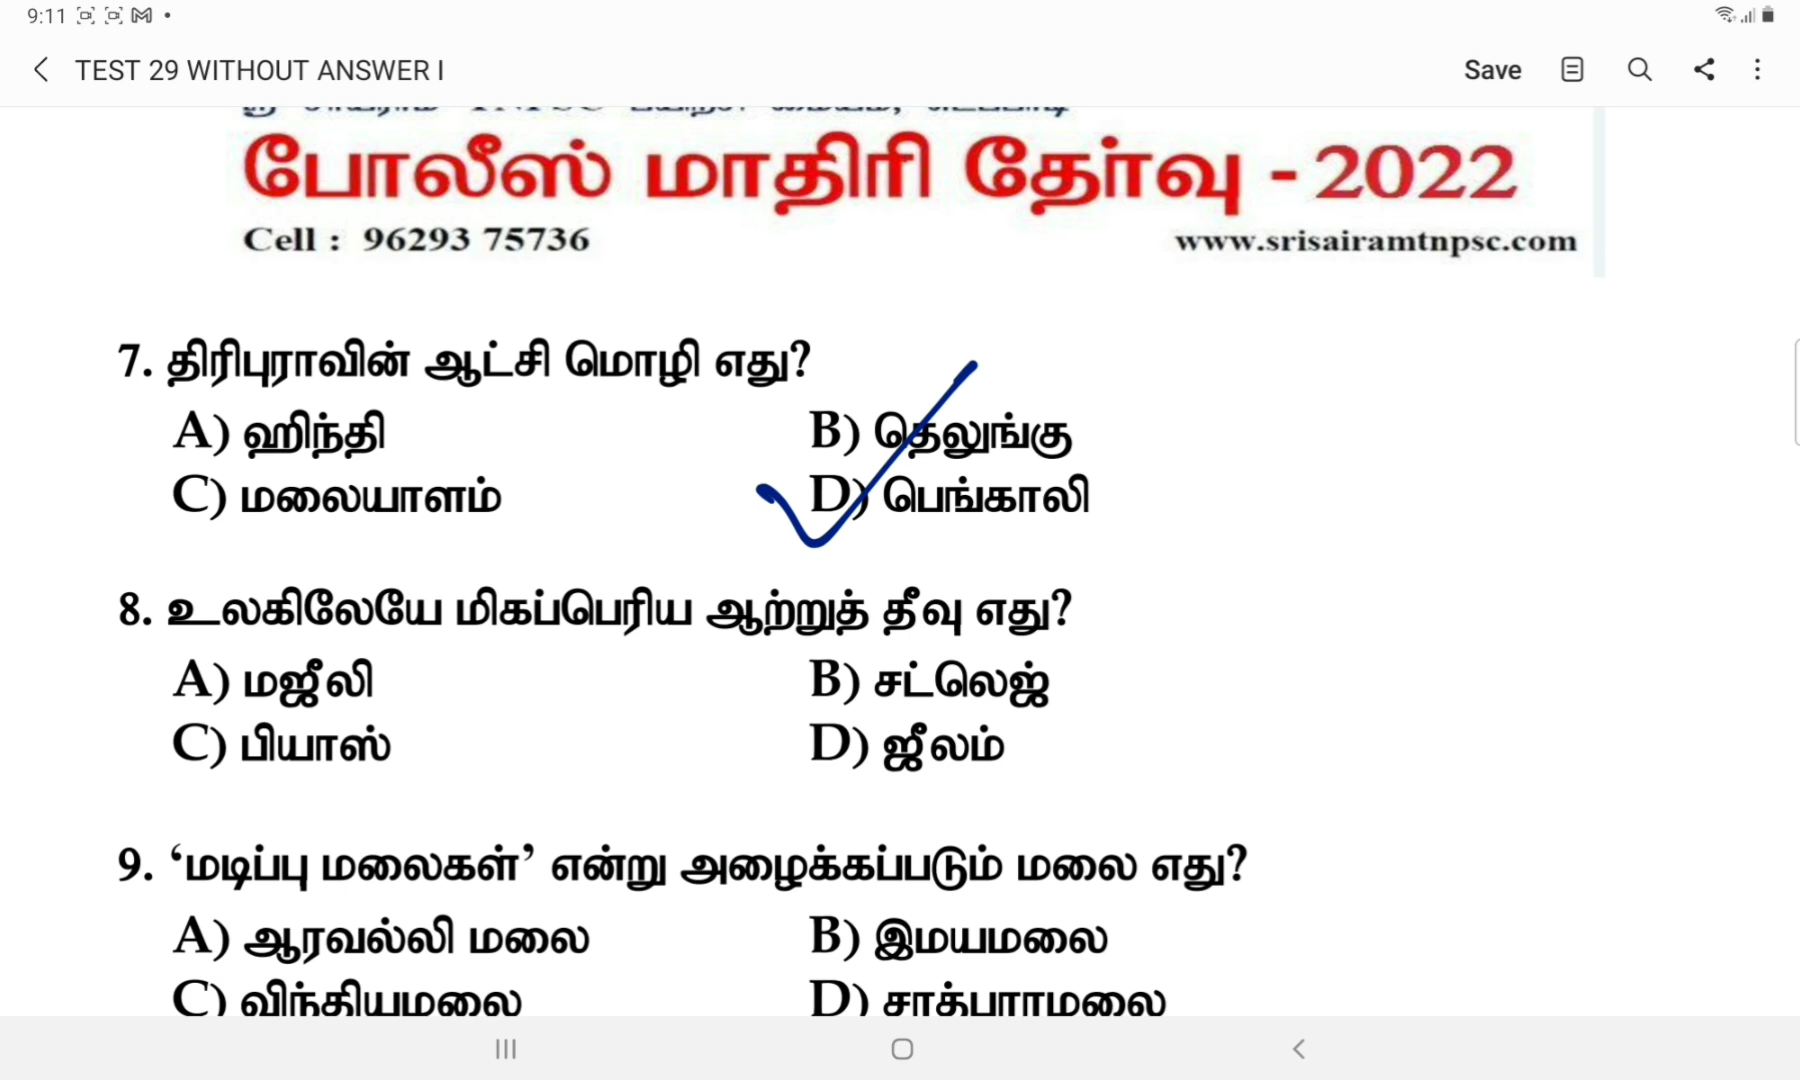 9:11
TEST 29 WITHOUT ANSWER I
Save
போலீஸ் மாதிரி தேர்வு - 2022
Cell : 96293 75736
www.srisairamtnpsc.com
7. திரிபுராவின் ஆட்சி மொழி எது?
A) ஹிந்தி
B) தெலுங்கு
C) மலையாளம்
D) பெங்காலி
8. உலகிலேயே மிகப்பெரிய ஆற்றுத் தீவு எது?
A) மஜீலி
B) சட்லெஜ்
C) பியாஸ்
D) ஜீலம்
9. ‘மடிப்பு மலைகள்’ என்று அழைக்கப்படும் மலை எது?
A) ஆரவல்லி மலை
B) இமயமலை
C) விந்தியமலை
D) சாத்பூராமலை